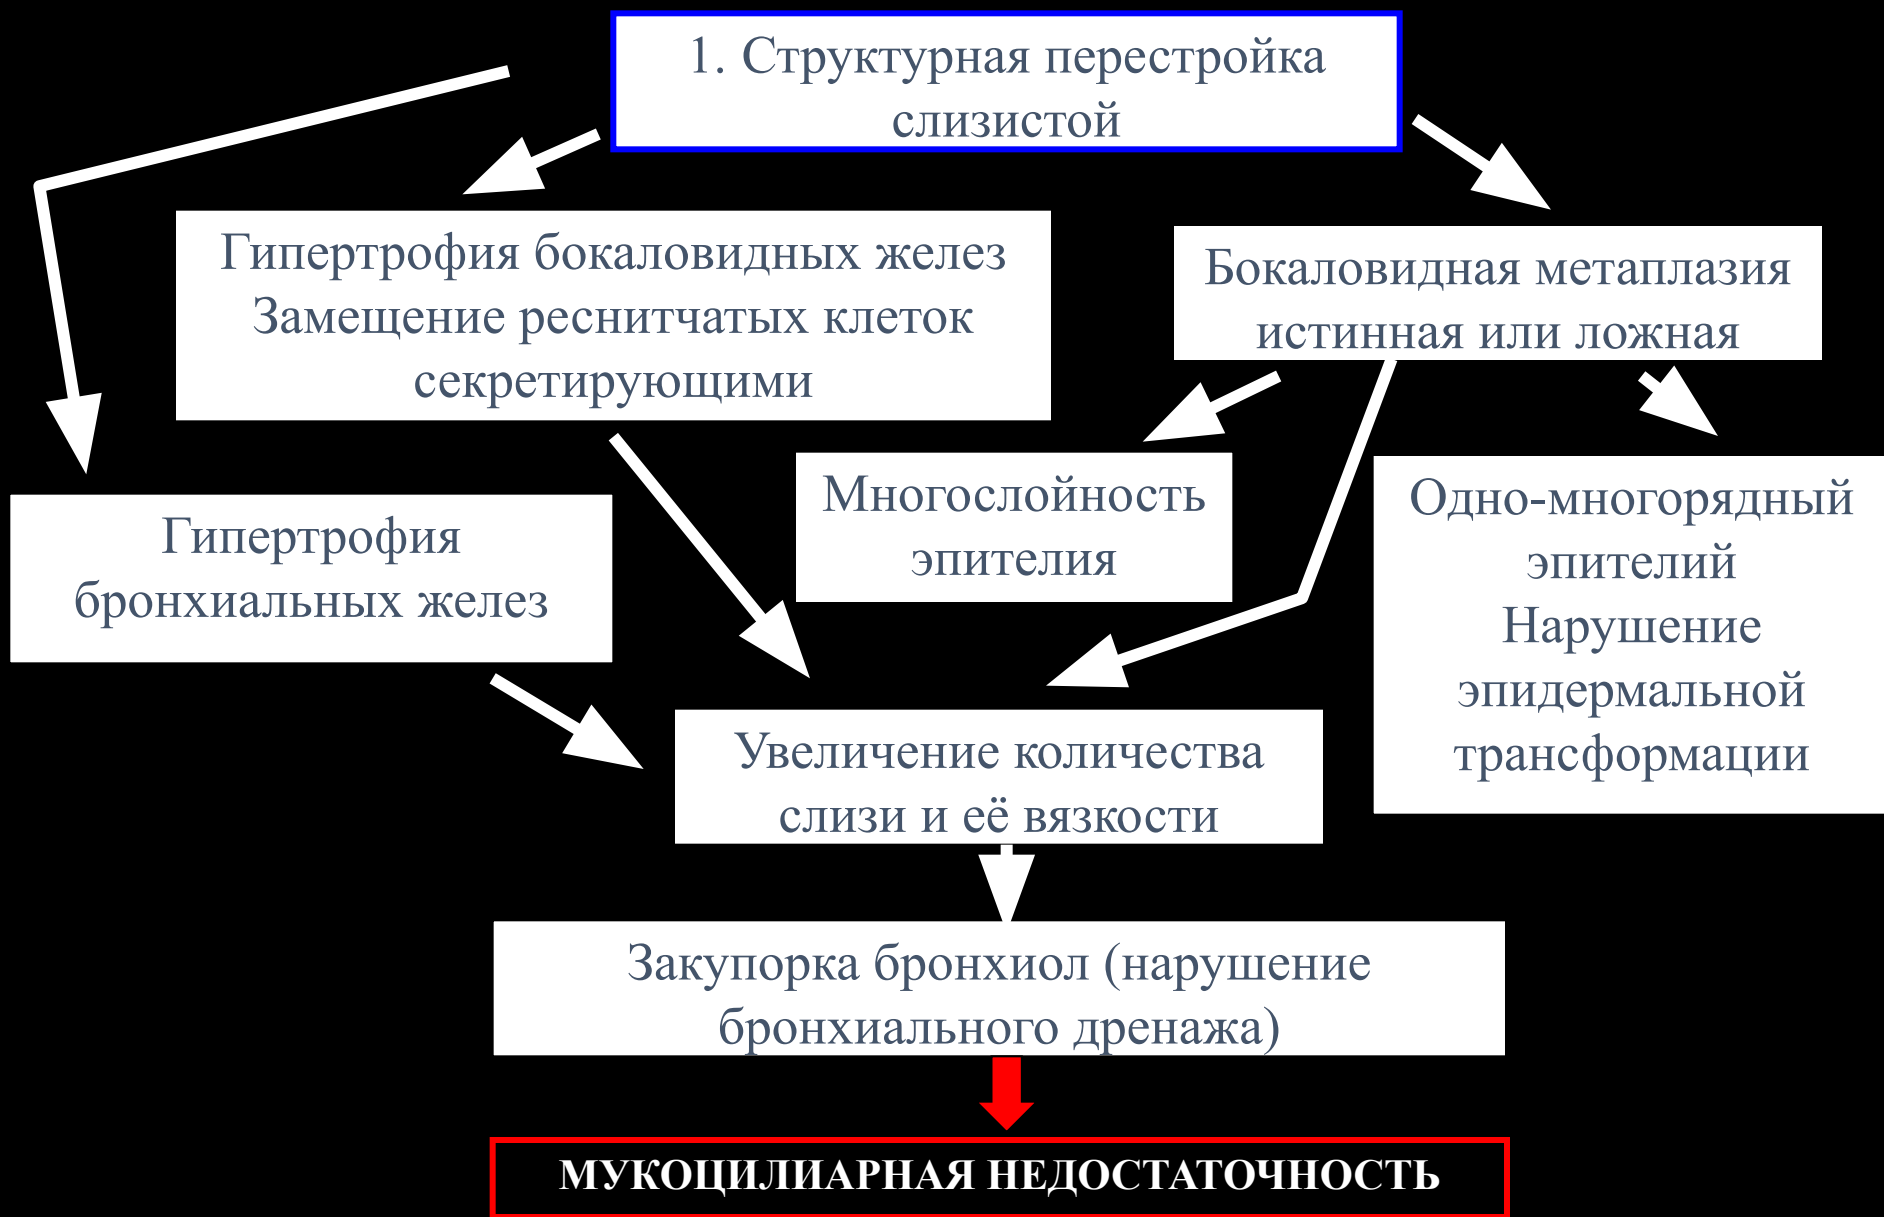 1. Структурная перестройка
слизистой
Гипертрофия бокаловидных желез
Замещение реснитчатых клеток
секретирующими
Бокаловидная метаплазия
истинная или ложная
Гипертрофия
бронхиальных желез
Многослойность
эпителия
Одно-многорядный
эпителий
Нарушение
эпидермальной
трансформации
Увеличение количества
слизи и её вязкости
Закупорка бронхиол (нарушение
бронхиального дренажа)
МУКОЦИЛИАРНАЯ НЕДОСТАТОЧНОСТЬ